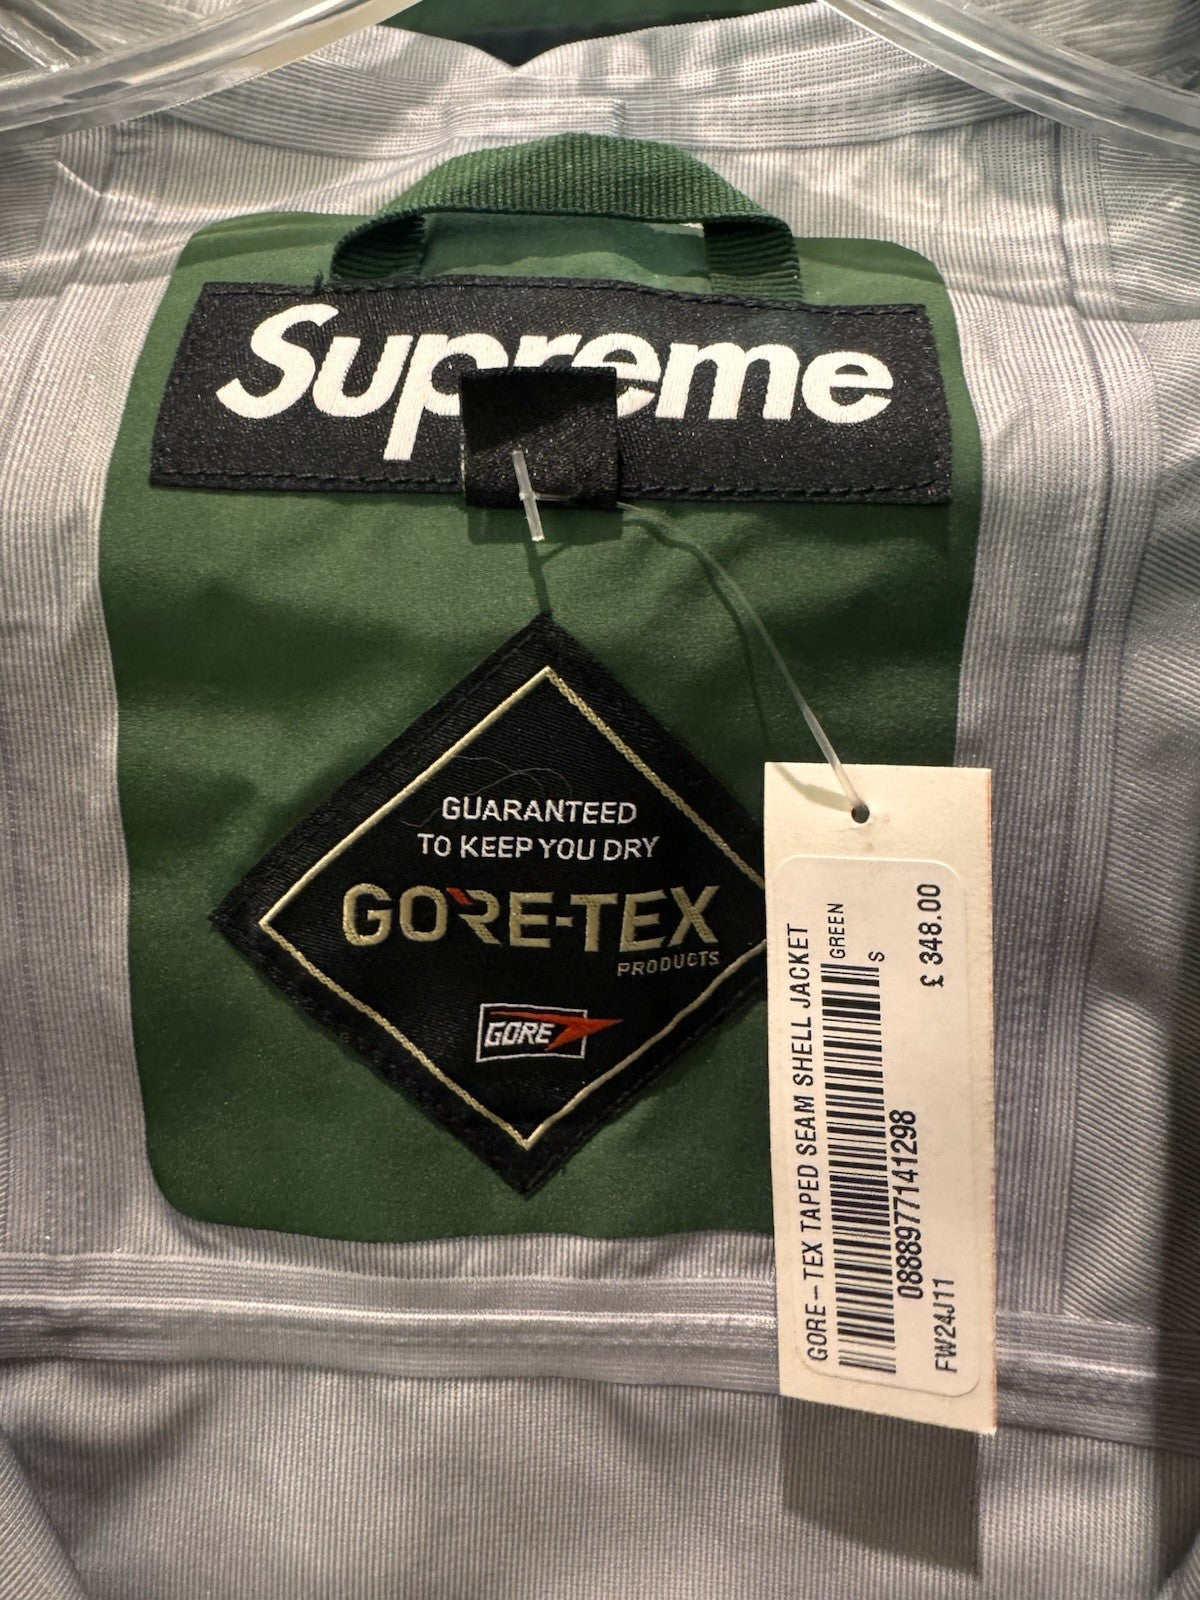 Supreme
GUARANTEED
TO KEEP YOU DRY
GORE-TEX
PRODUCTS
GORE
GORE-TEX TAPED SEAM SHELL JACKET
GREEN
S
0888977141298
FW24J11
£ 348.00